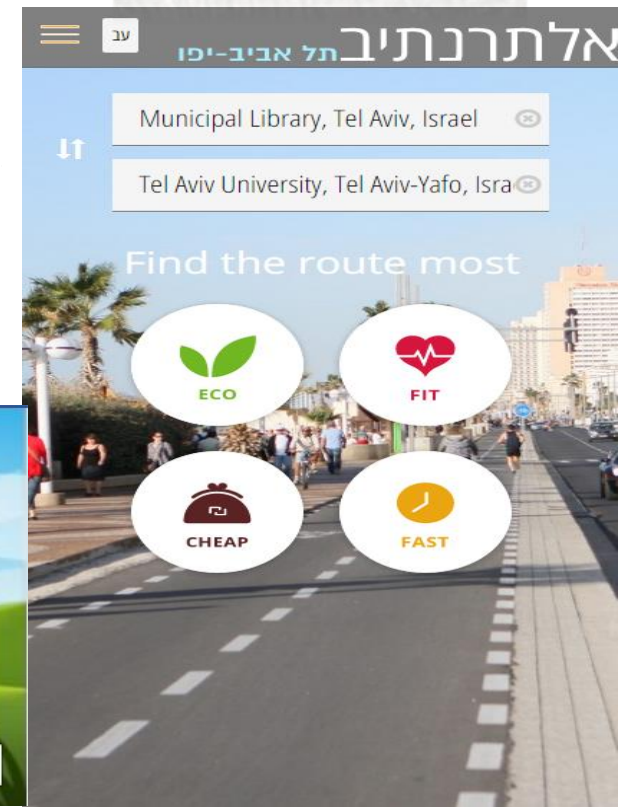 עב
אלתרנתיב תל אביב-יפו
Municipal Library, Tel Aviv, Israel
Tel Aviv University, Tel Aviv-Yafo, Isra
Find the route most
ECO
FIT
CHEAP
FAST